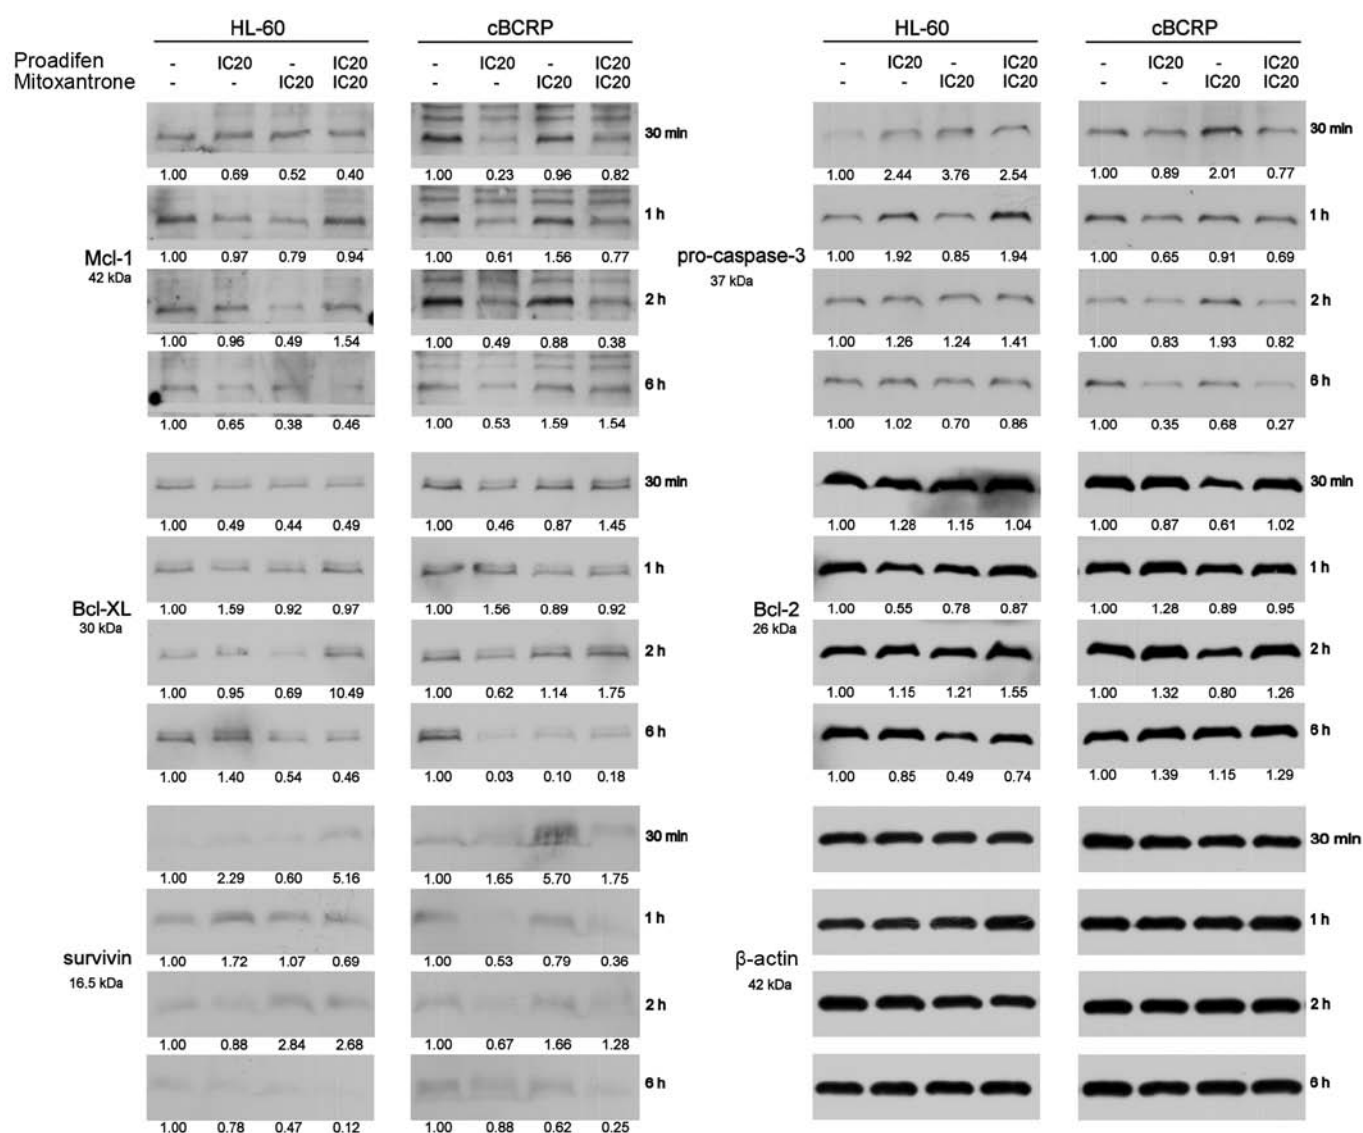 HL-60 cBCRP HL-60 cBCRP
Proadifen - IC20 - IC20 - IC20 - IC20 - IC20 - IC20 - IC20 - IC20
Mitoxantrone - - IC20 IC20 - - IC20 IC20 - - IC20 IC20 - - IC20 IC20
30 min
1.00 0.69 0.52 0.40 1.00 0.23 0.96 0.82
1 h
Mcl-1 1.00 0.97 0.79 0.94 1.00 0.61 1.56 0.77
42 kDa
2 h
1.00 0.96 0.49 1.54 1.00 0.49 0.88 0.38
6 h
1.00 0.65 0.38 0.46 1.00 0.53 1.59 1.54
30 min
1.00 0.49 0.44 0.49 1.00 0.46 0.87 1.45
1 h
Bcl-XL 1.00 1.59 0.92 0.97 1.00 1.56 0.89 0.92
30 kDa
2 h
1.00 0.95 0.69 10.49 1.00 0.62 1.14 1.75
6 h
1.00 1.40 0.54 0.46 1.00 0.03 0.10 0.18
30 min
1.00 2.29 0.60 5.16 1.00 1.65 5.70 1.75
1 h
survivin 1.00 1.72 1.07 0.69 1.00 0.53 0.79 0.36
16.5 kDa
2 h
1.00 0.88 2.84 2.68 1.00 0.67 1.66 1.28
6 h
1.00 0.78 0.47 0.12 1.00 0.88 0.62 0.25
30 min
1.00 2.44 3.76 2.54 1.00 0.89 2.01 0.77
1 h
pro-caspase-3 1.00 1.92 0.85 1.94 1.00 0.65 0.91 0.69
37 kDa
2 h
1.00 1.26 1.24 1.41 1.00 0.83 1.93 0.82
6 h
1.00 1.02 0.70 0.86 1.00 0.35 0.68 0.27
30 min
1.00 1.28 1.15 1.04 1.00 0.87 0.61 1.02
1 h
Bcl-2 1.00 0.55 0.78 0.87 1.00 1.28 0.89 0.95
26 kDa
2 h
1.00 1.15 1.21 1.55 1.00 1.32 0.80 1.26
6 h
1.00 0.85 0.49 0.74 1.00 1.39 1.15 1.29
30 min
1 h
β-actin
42 kDa
2 h
6 h